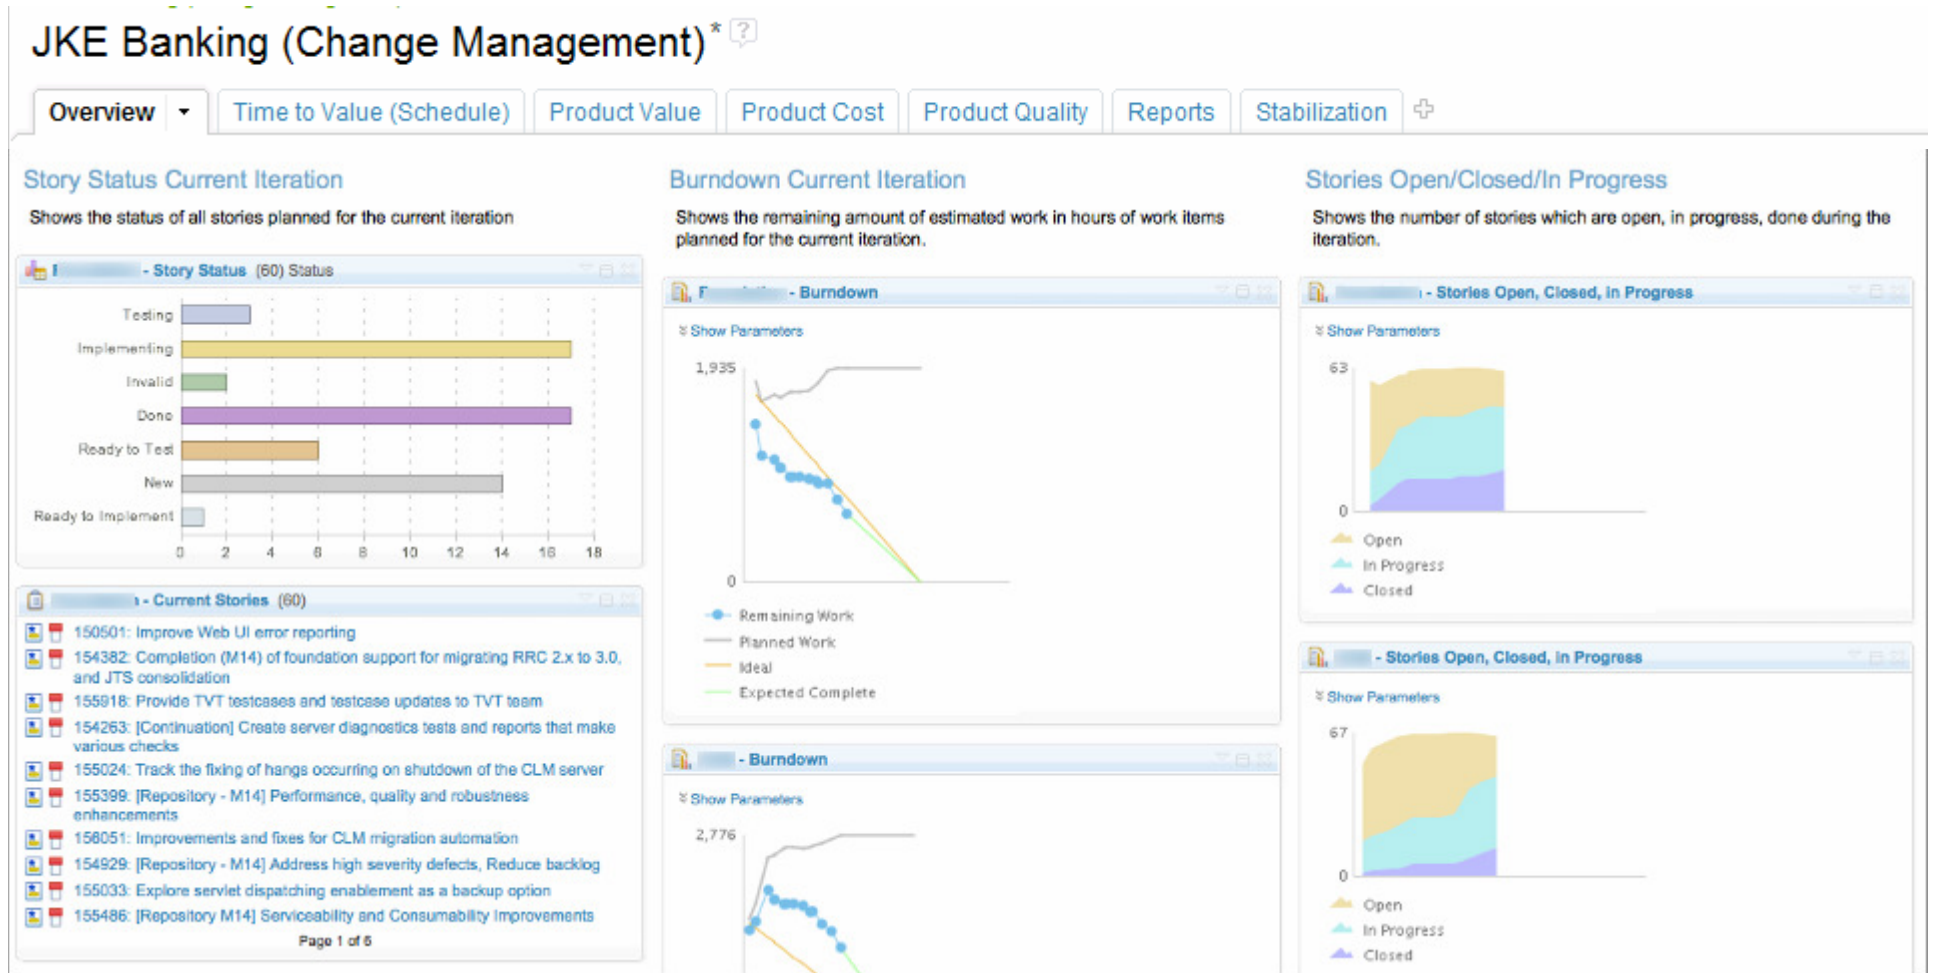 JKE Banking (Change Management)*
Overview
Time to Value (Schedule)
Product Value
Product Cost
Product Quality
Reports
Stabilization
Story Status Current Iteration
Shows the status of all stories planned for the current iteration
- Story Status (60) Status
Testing
Implementing
Invalid
Done
Ready to Test
New
Ready to Implement
0 2 4 6 8 10 12 14 16 18
- Current Stories (60)
150501: Improve Web UI error reporting
154382: Completion (M14) of foundation support for migrating RRC 2.x to 3.0,
and JTS consolidation
155918: Provide TVT testcases and testcase updates to TVT team
154263: [Continuation] Create server diagnostics tests and reports that make
various checks
155024: Track the fixing of hangs occurring on shutdown of the CLM server
155399: [Repository - M14] Performance, quality and robustness
enhancements
156051: Improvements and fixes for CLM migration automation
154929: [Repository - M14] Address high severity defects, Reduce backlog
155033: Explore servlet dispatching enablement as a backup option
155486: [Repository M14] Serviceability and Consumability Improvements
Page 1 of 6
Burndown Current Iteration
Shows the remaining amount of estimated work in hours of work items
planned for the current iteration.
- Burndown
Show Parameters
1,935
0
Remaining Work
Planned Work
Ideal
Expected Complete
- Burndown
Show Parameters
2,776
Stories Open/Closed/In Progress
Shows the number of stories which are open, in progress, done during the
iteration.
- Stories Open, Closed, in Progress
Show Parameters
63
0
Open
In Progress
Closed
- Stories Open, Closed, in Progress
Show Parameters
67
0
Open
In Progress
Closed